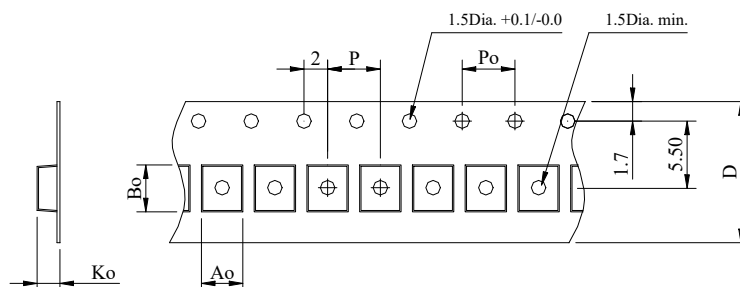 1.5Dia. +0.1/-0.0
1.5Dia. min.
2
P
Po
Bo
1.7
5.50
D
Ko
Ao